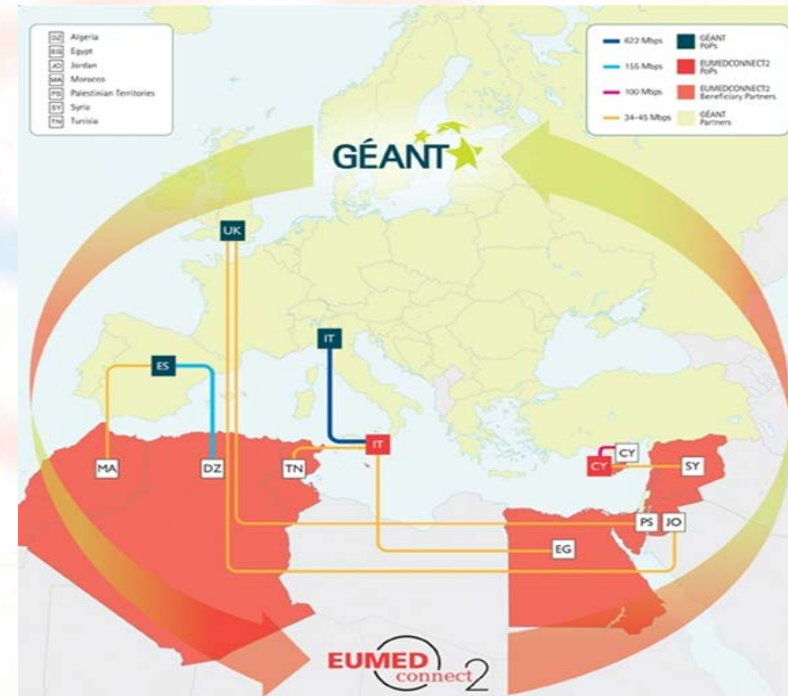 DZ Algeria
EG Egypt
JO Jordan
MA Morocco
PS Palestinian Territories
SY Syria
TN Tunisia
622 Mbps
GÉANT
PoPs
155 Mbps
EUMEDCONNECT2
PoPs
100 Mbps
EUMEDCONNECT2
Beneficiary Partners
34-45 Mbps
GÉANT
Partners
GÉANT
UK
IT
ES
IT
CY
MA
DZ
TN
CY
SY
PS
JO
EG
EUMED
connect2